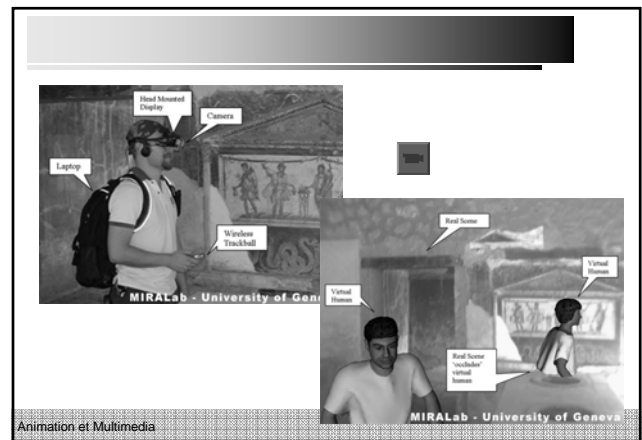 Head Mounted
Display
Camera
Laptop
Wireless
Trackball
MIRALab - University of Geneva
Real Scene
Virtual
Human
Virtual
Human
Real Scene
'occludes'
virtual
human
MIRALab - University of Geneva
Animation et Multimedia